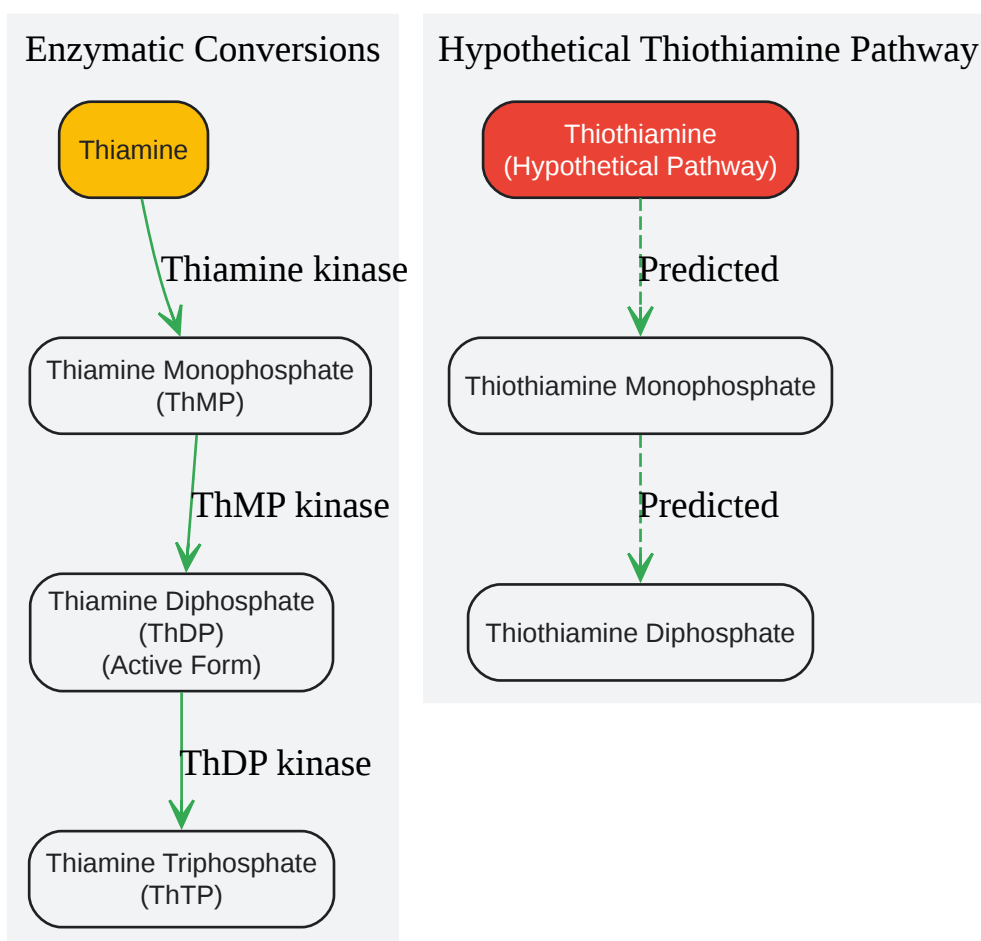 Enzymatic Conversions
Thiamine
Thiamine kinase
Thiamine Monophosphate
(ThMP)
ThMP kinase
Thiamine Diphosphate
(ThDP)
(Active Form)
ThDP kinase
Thiamine Triphosphate
(ThTP)
Hypothetical Thiothiamine Pathway
Thiothiamine
(Hypothetical Pathway)
Predicted
Thiothiamine Monophosphate
Predicted
Thiothiamine Diphosphate